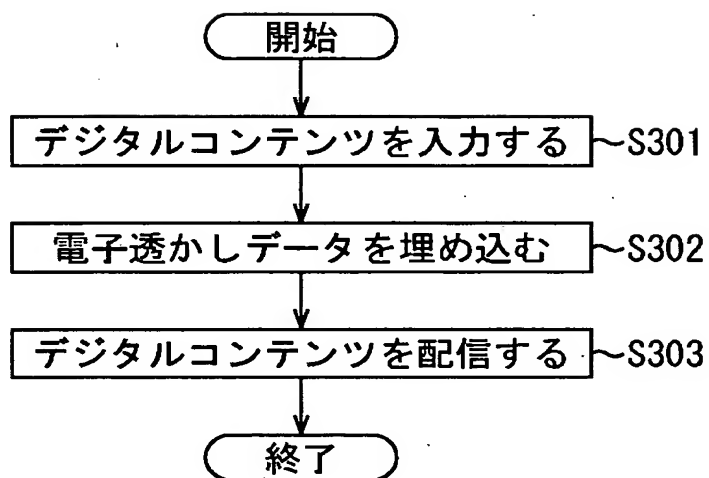 開始
デジタルコンテンツを入力する ～S301
電子透かしデータを埋め込む ～S302
デジタルコンテンツを配信する ～S303
終了